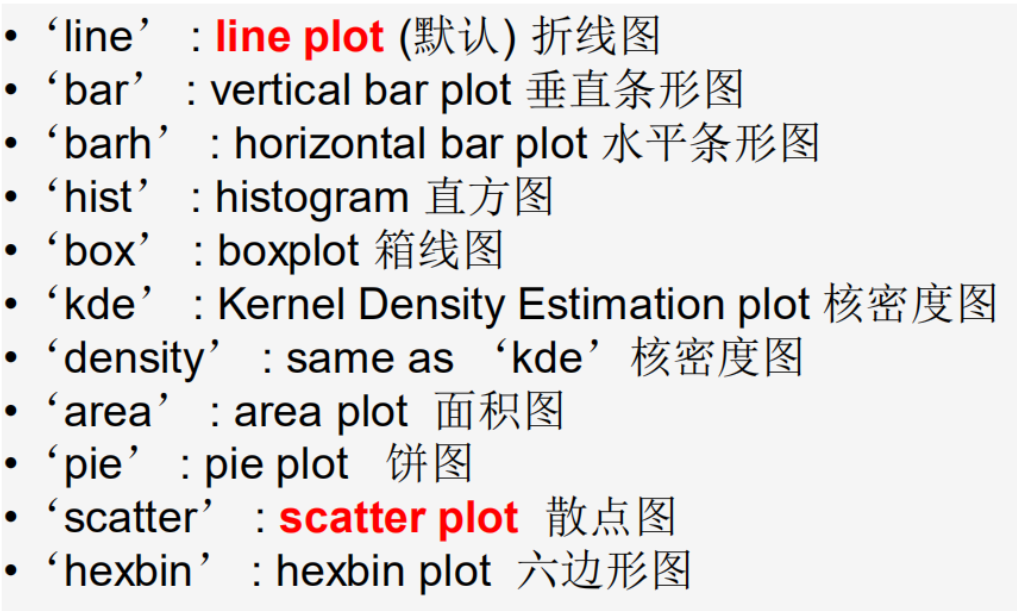 • ‘line’ : line plot (默认) 折线图
• ‘bar’ : vertical bar plot 垂直条形图
• ‘barh’ : horizontal bar plot 水平条形图
• ‘hist’ : histogram 直方图
• ‘box’ : boxplot 箱线图
• ‘kde’ : Kernel Density Estimation plot 核密度图
• ‘density’ : same as ‘kde’ 核密度图
• ‘area’ : area plot 面积图
• ‘pie’ : pie plot 饼图
• ‘scatter’ : scatter plot 散点图
• ‘hexbin’ : hexbin plot 六边形图